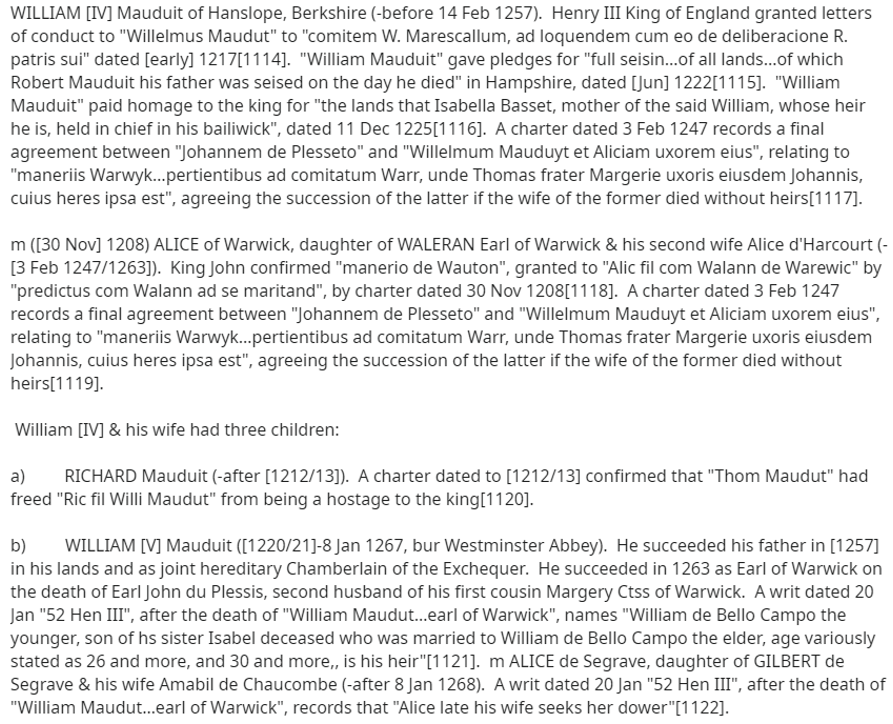 WILLIAM [IV] Mauduit of Hanslope, Berkshire (-before 14 Feb 1257).  Henry III King of England granted letters
of conduct to "Willelmus Maudut" to "comitem W. Marescallum, ad loquendem cum eo de deliberacione R.
patris sui" dated [early] 1217[1114].  "William Mauduit" gave pledges for "full seisin...of all lands...of which
Robert Mauduit his father was seised on the day he died" in Hampshire, dated [Jun] 1222[1115].  "William
Mauduit" paid homage to the king for "the lands that Isabella Basset, mother of the said William, whose heir
he is, held in chief in his bailiwick", dated 11 Dec 1225[1116].  A charter dated 3 Feb 1247 records a final
agreement between "Johannem de Plesseto" and "Willelmum Mauduyt et Aliciam uxorem eius", relating to
"maneriis Warwyk...pertientibus ad comitatum Warr, unde Thomas frater Margerie uxoris eiusdem Johannis,
cuius heres ipsa est", agreeing the succession of the latter if the wife of the former died without heirs[1117].
m ([30 Nov] 1208) ALICE of Warwick, daughter of WALERAN Earl of Warwick & his second wife Alice d'Harcourt (-
[3 Feb 1247/1263]).  King John confirmed "manerio de Wauton", granted to "Alic fil com Walann de Warewic" by
"predictus com Walann ad se maritand", by charter dated 30 Nov 1208[1118].  A charter dated 3 Feb 1247
records a final agreement between "Johannem de Plesseto" and "Willelmum Mauduyt et Aliciam uxorem eius",
relating to "maneriis Warwyk...pertientibus ad comitatum Warr, unde Thomas frater Margerie uxoris eiusdem
Johannis, cuius heres ipsa est", agreeing the succession of the latter if the wife of the former died without
heirs[1119].
William [IV] & his wife had three children:
a) RICHARD Mauduit (-after [1212/13]).  A charter dated to [1212/13] confirmed that "Thom Maudut" had
freed "Ric fil Willi Maudut" from being a hostage to the king[1120].
b) WILLIAM [V] Mauduit ([1220/21]-8 Jan 1267, bur Westminster Abbey).  He succeeded his father in [1257]
in his lands and as joint hereditary Chamberlain of the Exchequer.  He succeeded in 1263 as Earl of Warwick on
the death of Earl John du Plessis, second husband of his first cousin Margery Ctss of Warwick.  A writ dated 20
Jan "52 Hen III", after the death of "William Maudut...earl of Warwick", names "William de Bello Campo the
younger, son of hs sister Isabel deceased who was married to William de Bello Campo the elder, age variously
stated as 26 and more, and 30 and more,, is his heir"[1121].  m ALICE de Segrave, daughter of GILBERT de
Segrave & his wife Amabil de Chaucombe (-after 8 Jan 1268).  A writ dated 20 Jan "52 Hen III", after the death of
"William Maudut...earl of Warwick", records that "Alice late his wife seeks her dower"[1122].